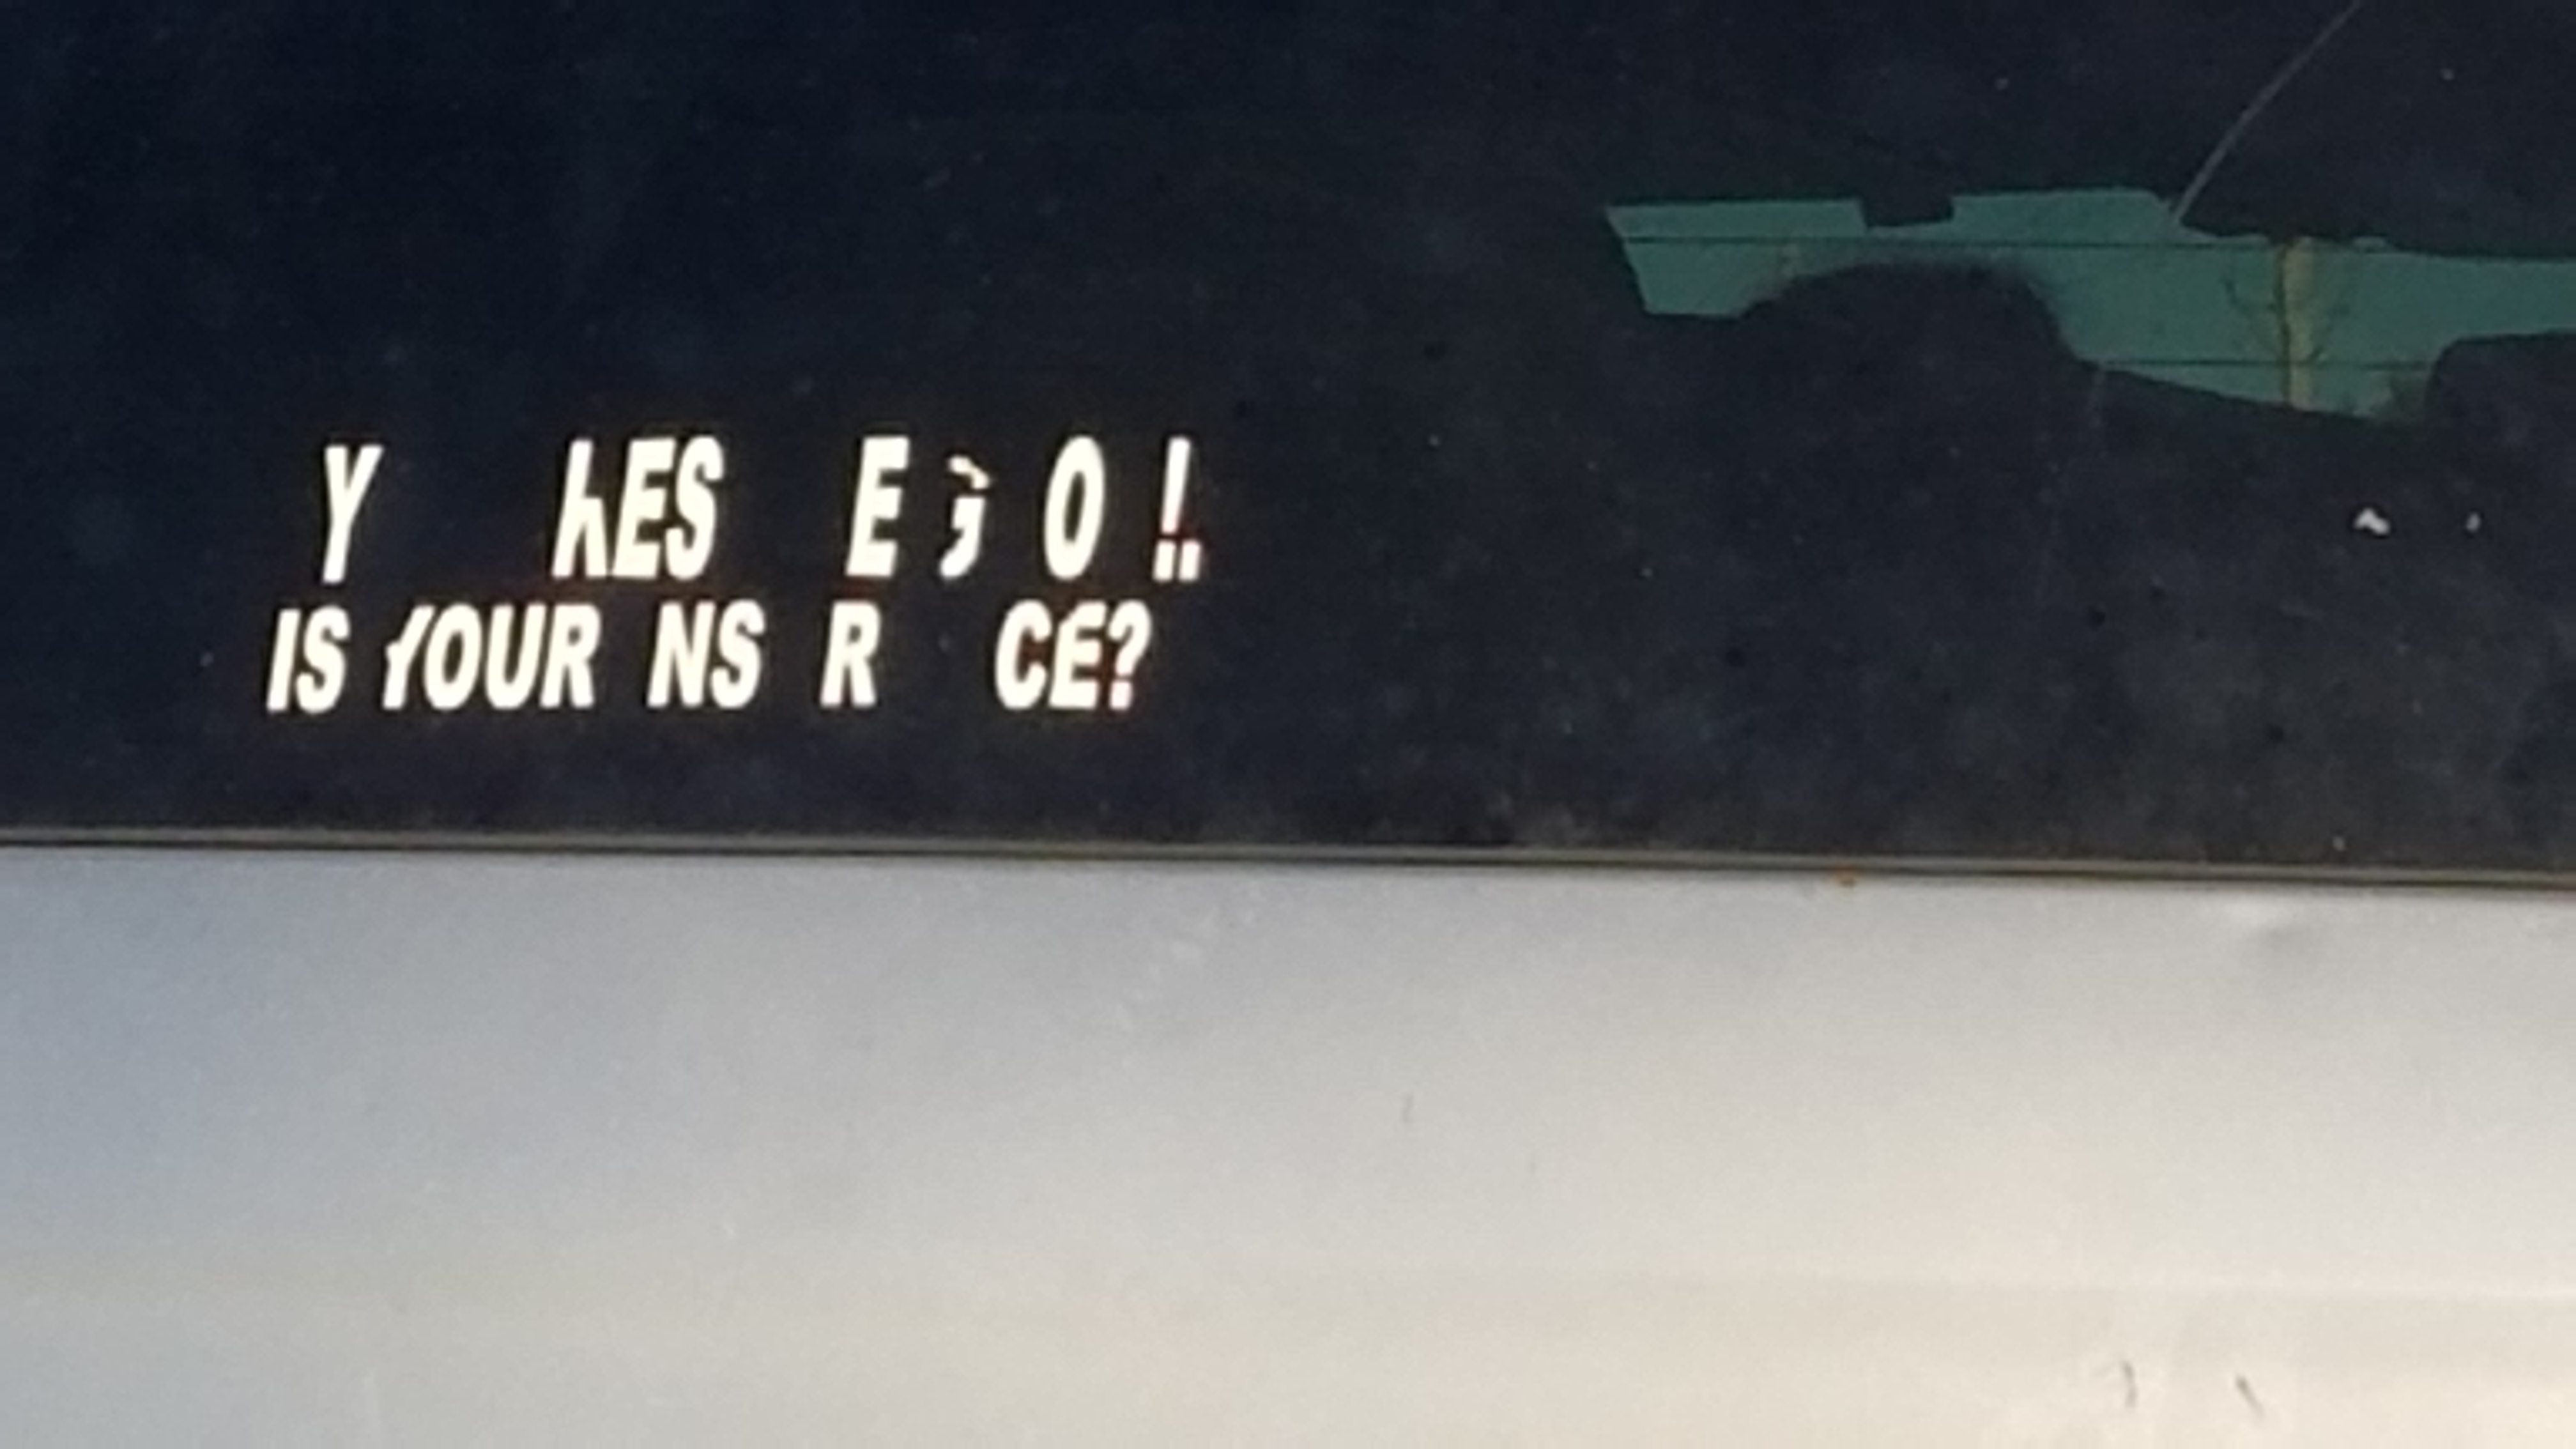 Y hES E O !.
IS YOUR NS R CE?